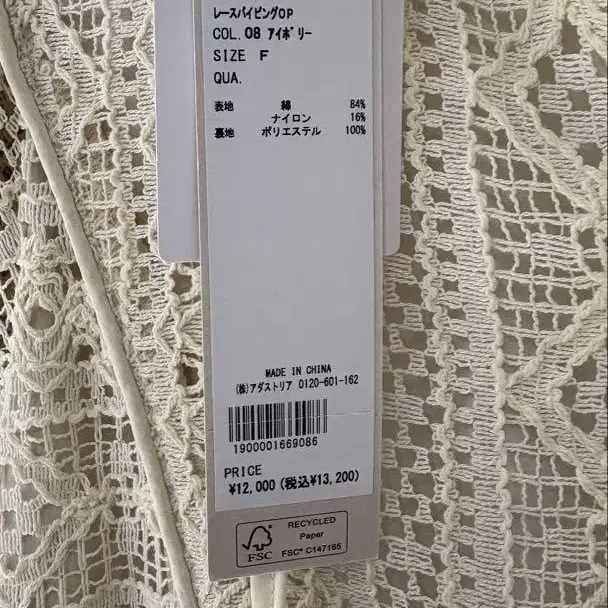 レースパイピングOP
COL. 08 アイボリー
SIZE F
QUA.
表地 綿 84%
ナイロン 16%
裏地 ポリエステル 100%
MADE IN CHINA
(株)アダストリア 0120-601-162
1900001669086
PRICE
¥12,000(税込¥13,200)
RECYCLED
Paper
FSC® C147165
FSC